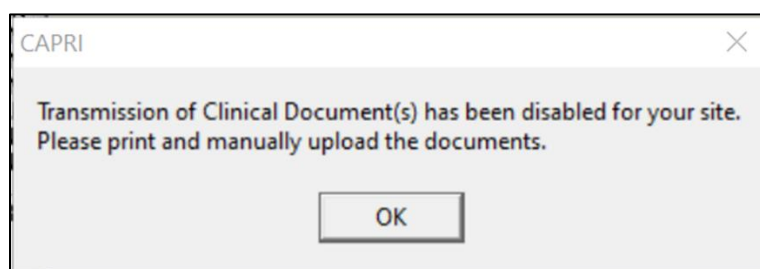 CAPRI
Transmission of Clinical Document(s) has been disabled for your site.
Please print and manually upload the documents.
OK